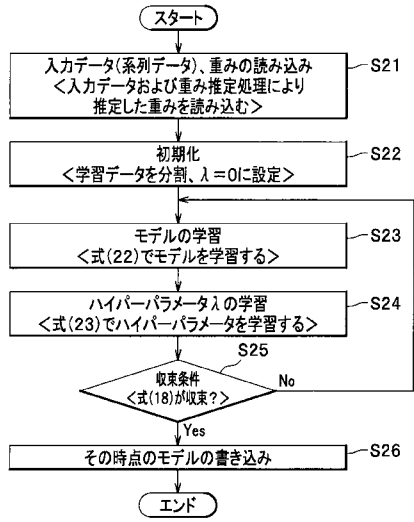 スタート
入力データ(系列データ)、重みの読み込み
<入力データおよび重み推定処理により
推定した重みを読み込む>
S21
初期化
<学習データを分割、λ=0に設定>
S22
モデルの学習
<式(22)でモデルを学習する>
S23
ハイパーパラメータλの学習
<式(23)でハイパーパラメータを学習する>
S24
S25
収束条件
<式(18)が収束?>
No
Yes
その時点のモデルの書き込み
S26
エンド